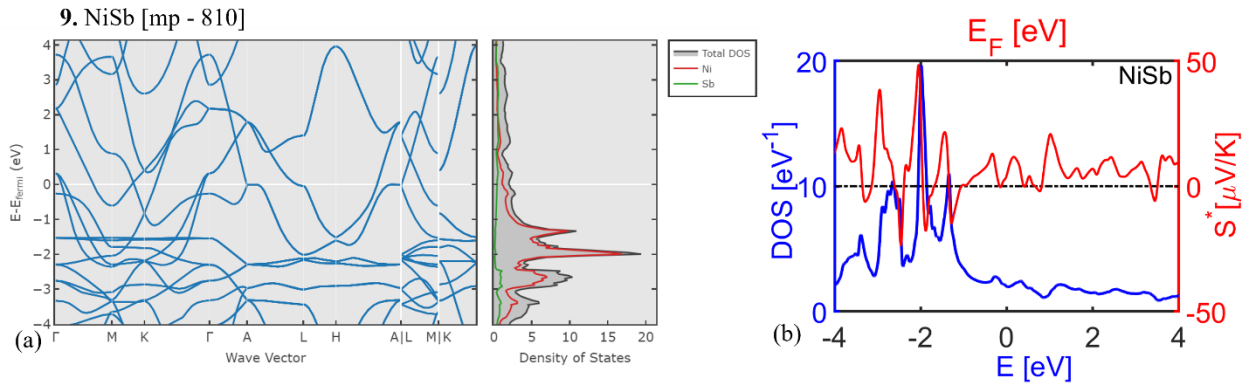 9. NiSb [mp - 810]
4
3
2
1
0
−1
−2
−3
−4
E-Efermi (eV)
Γ M K Γ A L H A|L M|K
Wave Vector
(a)
0 5 10 15 20
Density of States
Total DOS
Ni
Sb
EF [eV]
NiSb
20
10
0
DOS [eV-1]
50
0
-50
S* [μV/K]
-4 -2 0 2 4
E [eV]
(b)